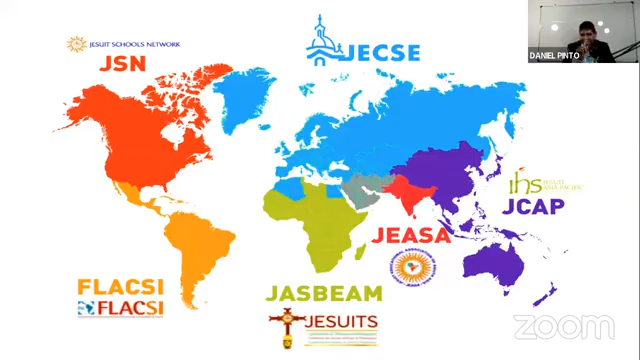 JESUIT SCHOOLS NETWORK
JSN
JECSE
DANIEL PINTO
ihs
JESUIT
ASIA PACIFIC
JCAP
JEASA
FLACSI
FLACSI
JASBEAM
JESUITS
zoom